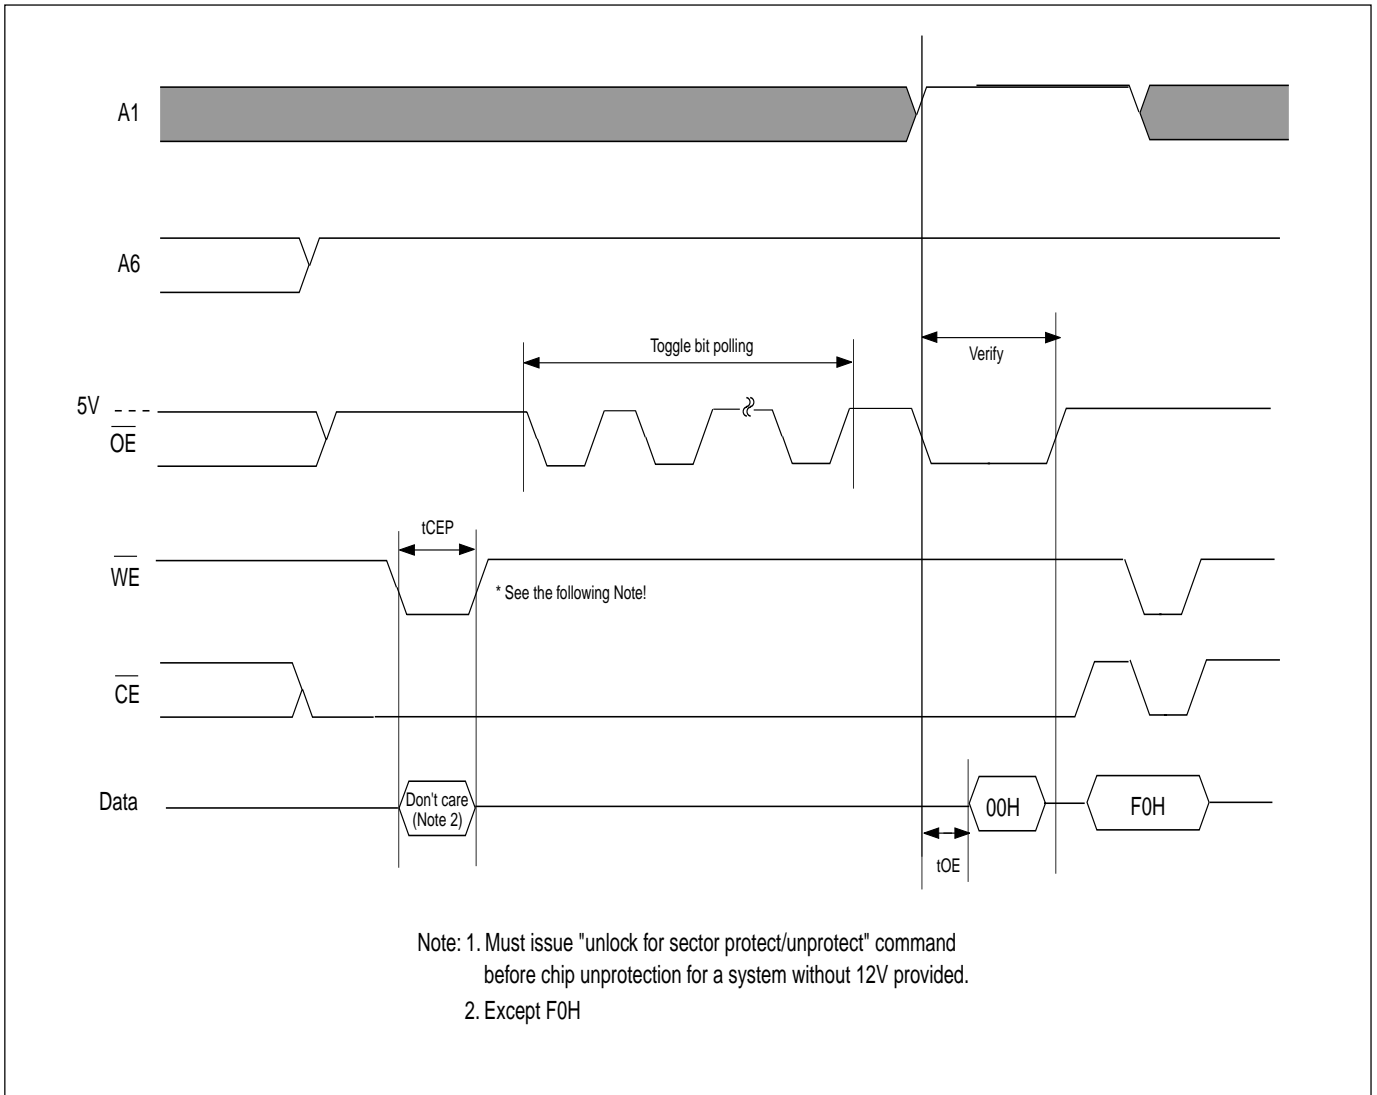 A1
A6
Toggle bit polling
Verify
5V
OE
tCEP
WE
* See the following Note!
CE
Data
Don't care
(Note 2)
00H
F0H
tOE
Note: 1. Must issue "unlock for sector protect/unprotect" command
before chip unprotection for a system without 12V provided.
2. Except F0H